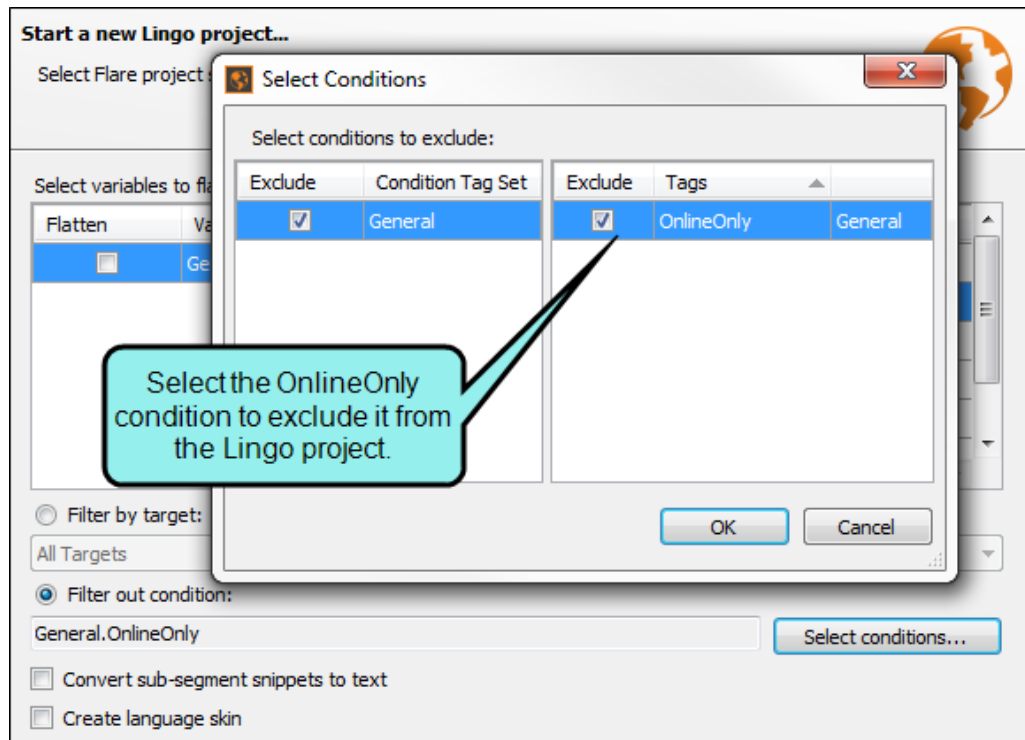 Start a new Lingo project...
Select Flare project
Select Conditions
Select conditions to exclude:
Exclude Condition Tag Set Exclude Tags
General OnlineOnly General
Select variables to
Flatten
Select the OnlineOnly
condition to exclude it from
the Lingo project.
OK Cancel
Filter by target:
All Targets
Filter out condition:
General.OnlineOnly Select conditions...
Convert sub-segment snippets to text
Create language skin